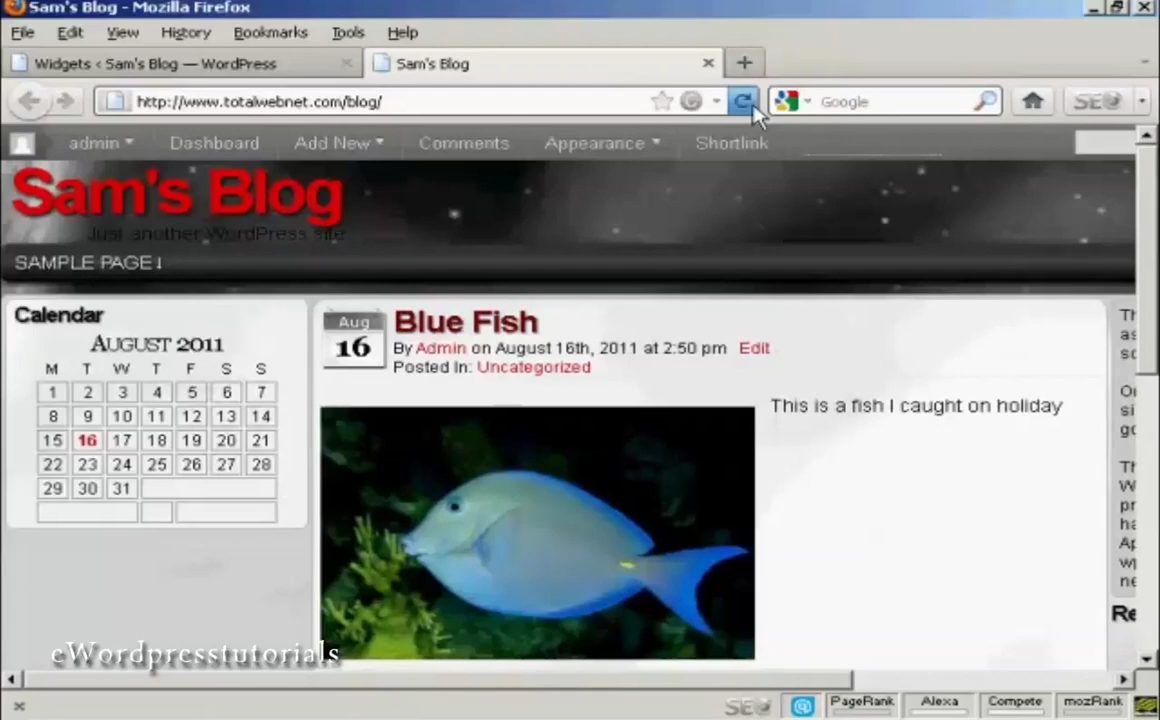 Sam's Blog - Mozilla Firefox
File Edit View History Bookmarks Tools Help
Widgets ‹ Sam's Blog — WordPress
Sam's Blog
http://www.totalwebnet.com/blog/
Google
SE
admin Dashboard Add New Comments Appearance Shortlink
Sam's Blog
Just another WordPress site
SAMPLE PAGE↓
Calendar
AUGUST 2011
M T W T F S S
1 2 3 4 5 6 7
8 9 10 11 12 13 14
15 16 17 18 19 20 21
22 23 24 25 26 27 28
29 30 31
Aug
16
Blue Fish
By Admin on August 16th, 2011 at 2:50 pm Edit
Posted In: Uncategorized
This is a fish I caught on holiday
eWordpresstutorials
SE
PageRank Alexa Compete mozRank